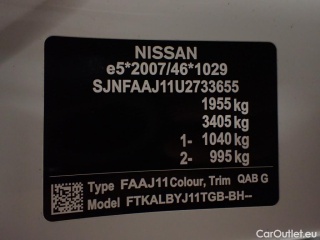 NISSAN
e5*2007/46*1029
SJNFAAJ11U2733655
1955 kg
3405 kg
1- 1040 kg
2- 995 kg
Type FAAJ11 Colour, Trim QAB G
Model FTKALBYJ11TGB-BH--
CarOutlet.eu